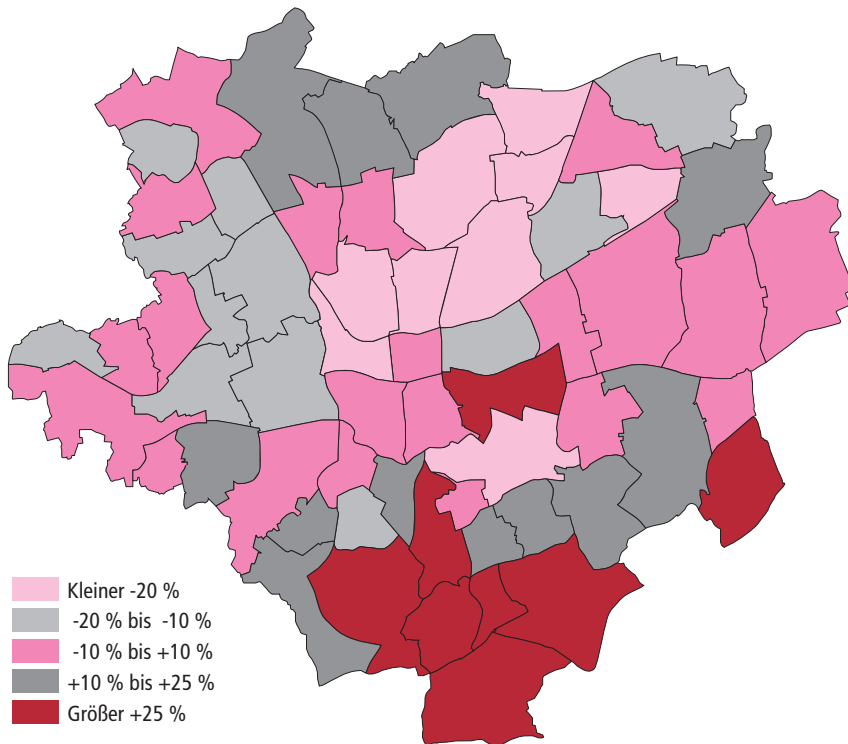 Kleiner -20 %
-20 % bis -10 %
-10 % bis +10 %
+10 % bis +25 %
Größer +25 %